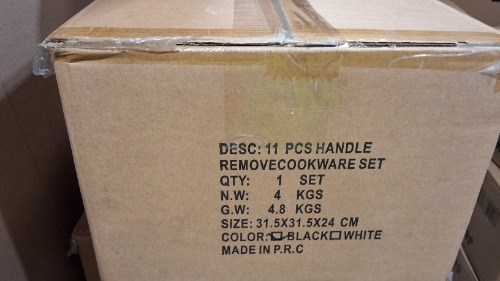 DESC: 11 PCS HANDLE
REMOVECOOKWARE SET
QTY: 1 SET
N.W: 4 KGS
G.W: 4.8 KGS
SIZE: 31.5X31.5X24 CM
COLOR:☑BLACK☐WHITE
MADE IN P.R.C